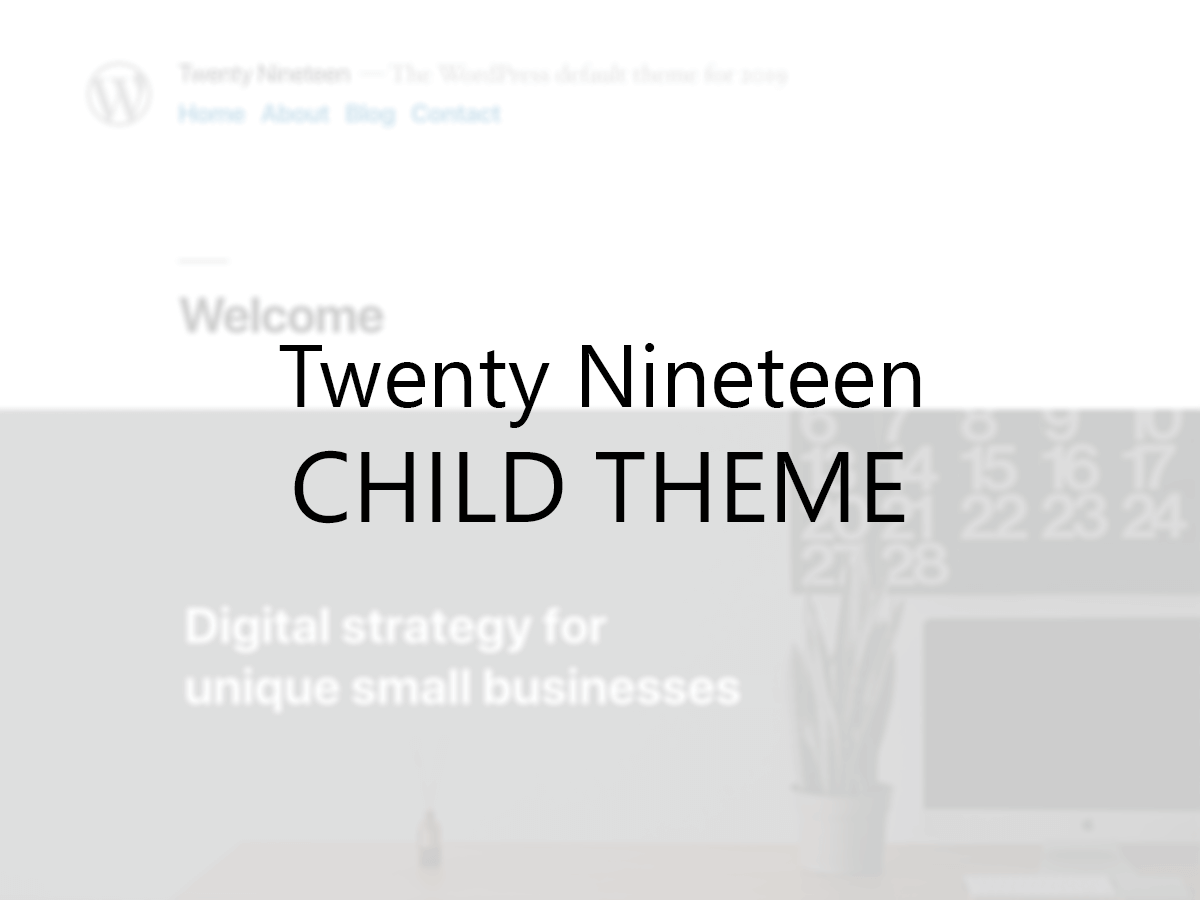 Twenty Nineteen — The WordPress default theme for 2019
Home About Blog Contact
Welcome
Twenty Nineteen
CHILD THEME
6 7 8 9 10
14 15 16 17
20 21 22 23 24
27 28
Digital strategy for
unique small businesses